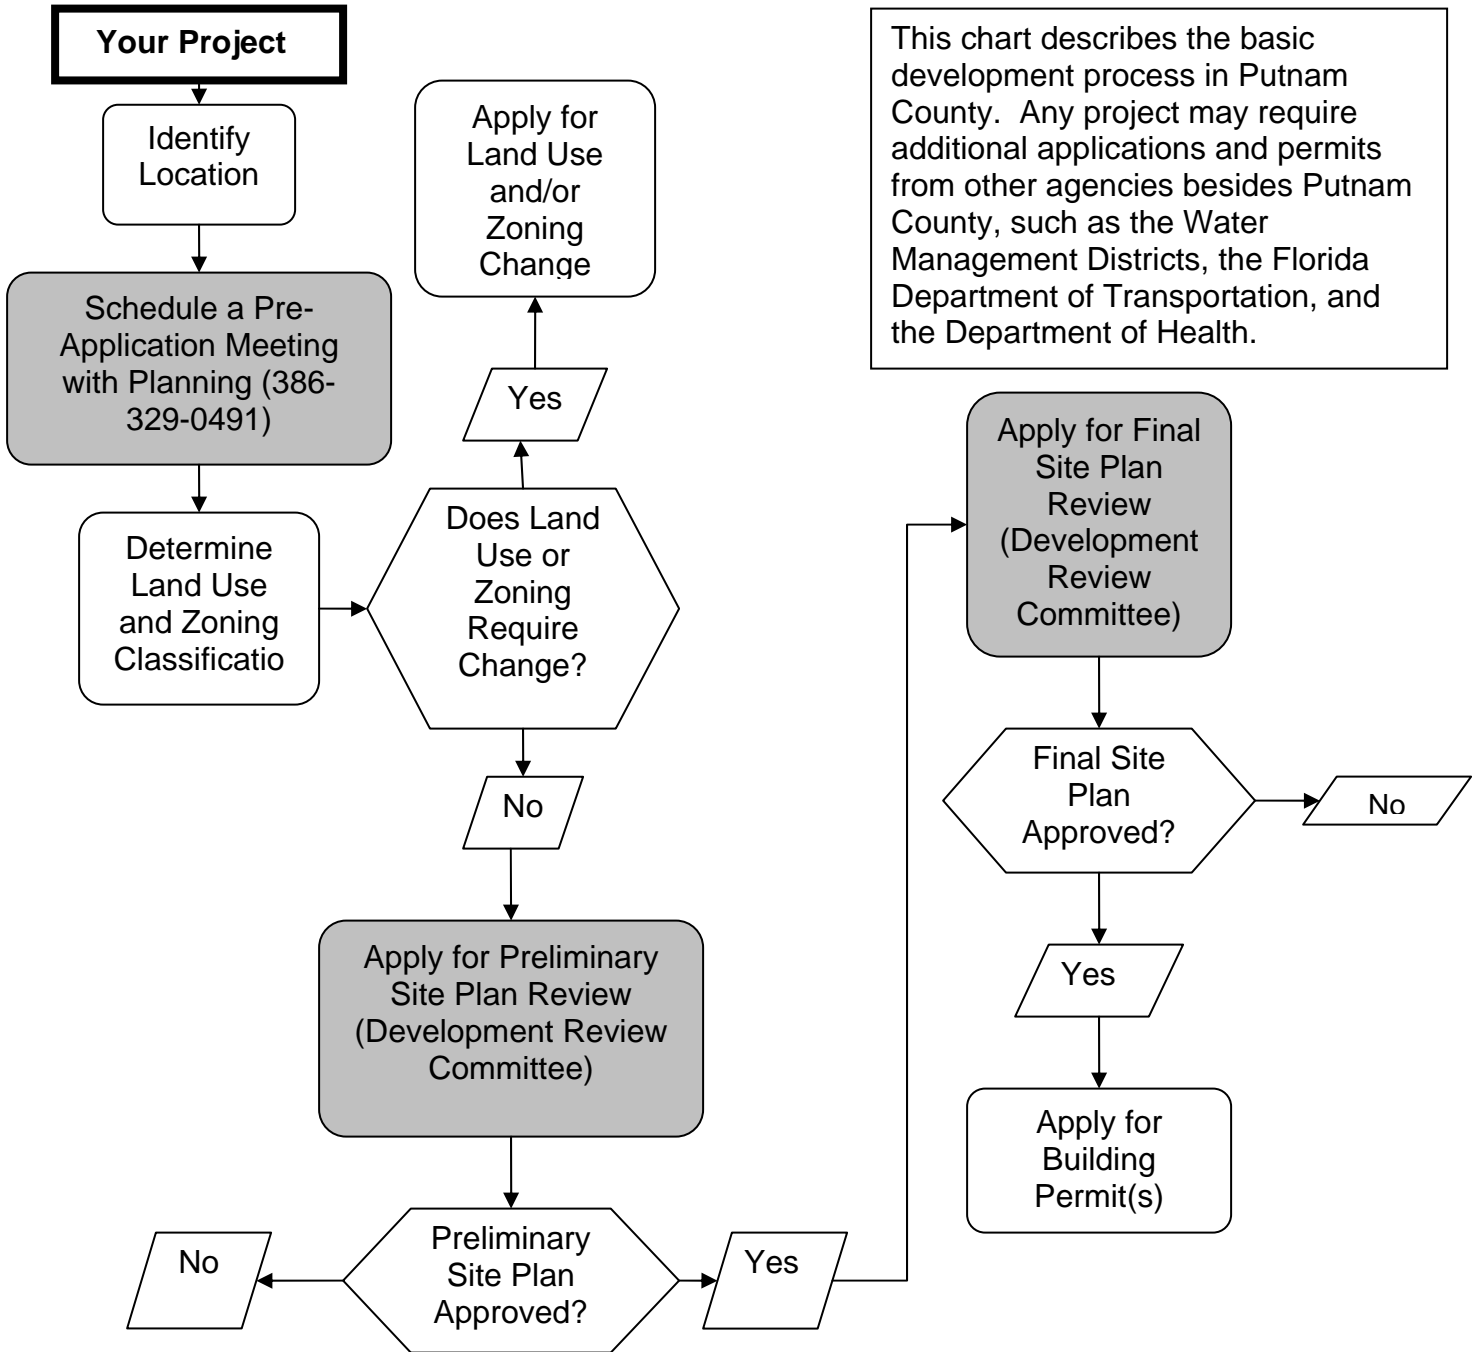 Your Project
Identify
Location
Schedule a Pre-
Application Meeting
with Planning (386-
329-0491)
Determine
Land Use
and Zoning
Classificatio
Does Land
Use or
Zoning
Require
Change?
Yes
Apply for
Land Use
and/or
Zoning
Change
No
Apply for Preliminary
Site Plan Review
(Development Review
Committee)
Preliminary
Site Plan
Approved?
No
Yes
This chart describes the basic
development process in Putnam
County.  Any project may require
additional applications and permits
from other agencies besides Putnam
County, such as the Water
Management Districts, the Florida
Department of Transportation, and
the Department of Health.
Apply for Final
Site Plan
Review
(Development
Review
Committee)
Final Site
Plan
Approved?
No
Yes
Apply for
Building
Permit(s)